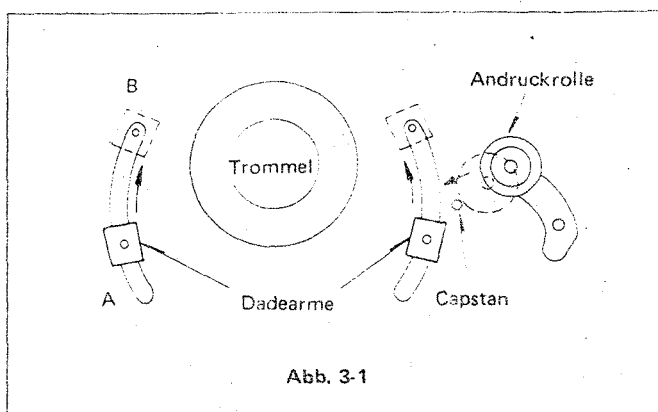 Andruckrolle
B
Trommel
A
Dadearme
Capstan
Abb. 3-1